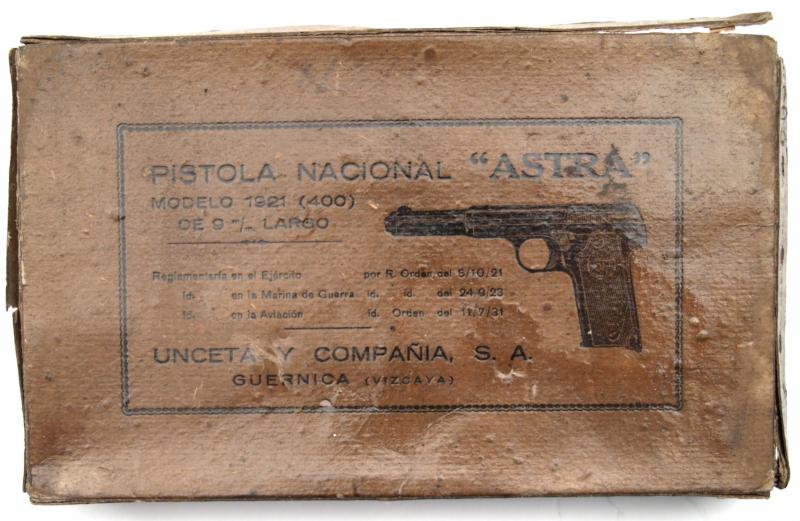 PISTOLA NACIONAL "ASTRA"
MODELO 1921 (400)
DE 9 m/m LARGO
Reglementaria en el Ejército por R. Orden del 6/10/21
id. en la Marina de Guerra id. id. del 24/9/23
id. en la Aviación id. Orden del 11/7/31
UNCETA Y COMPAÑIA, S. A.
GUERNICA (VIZCAYA)